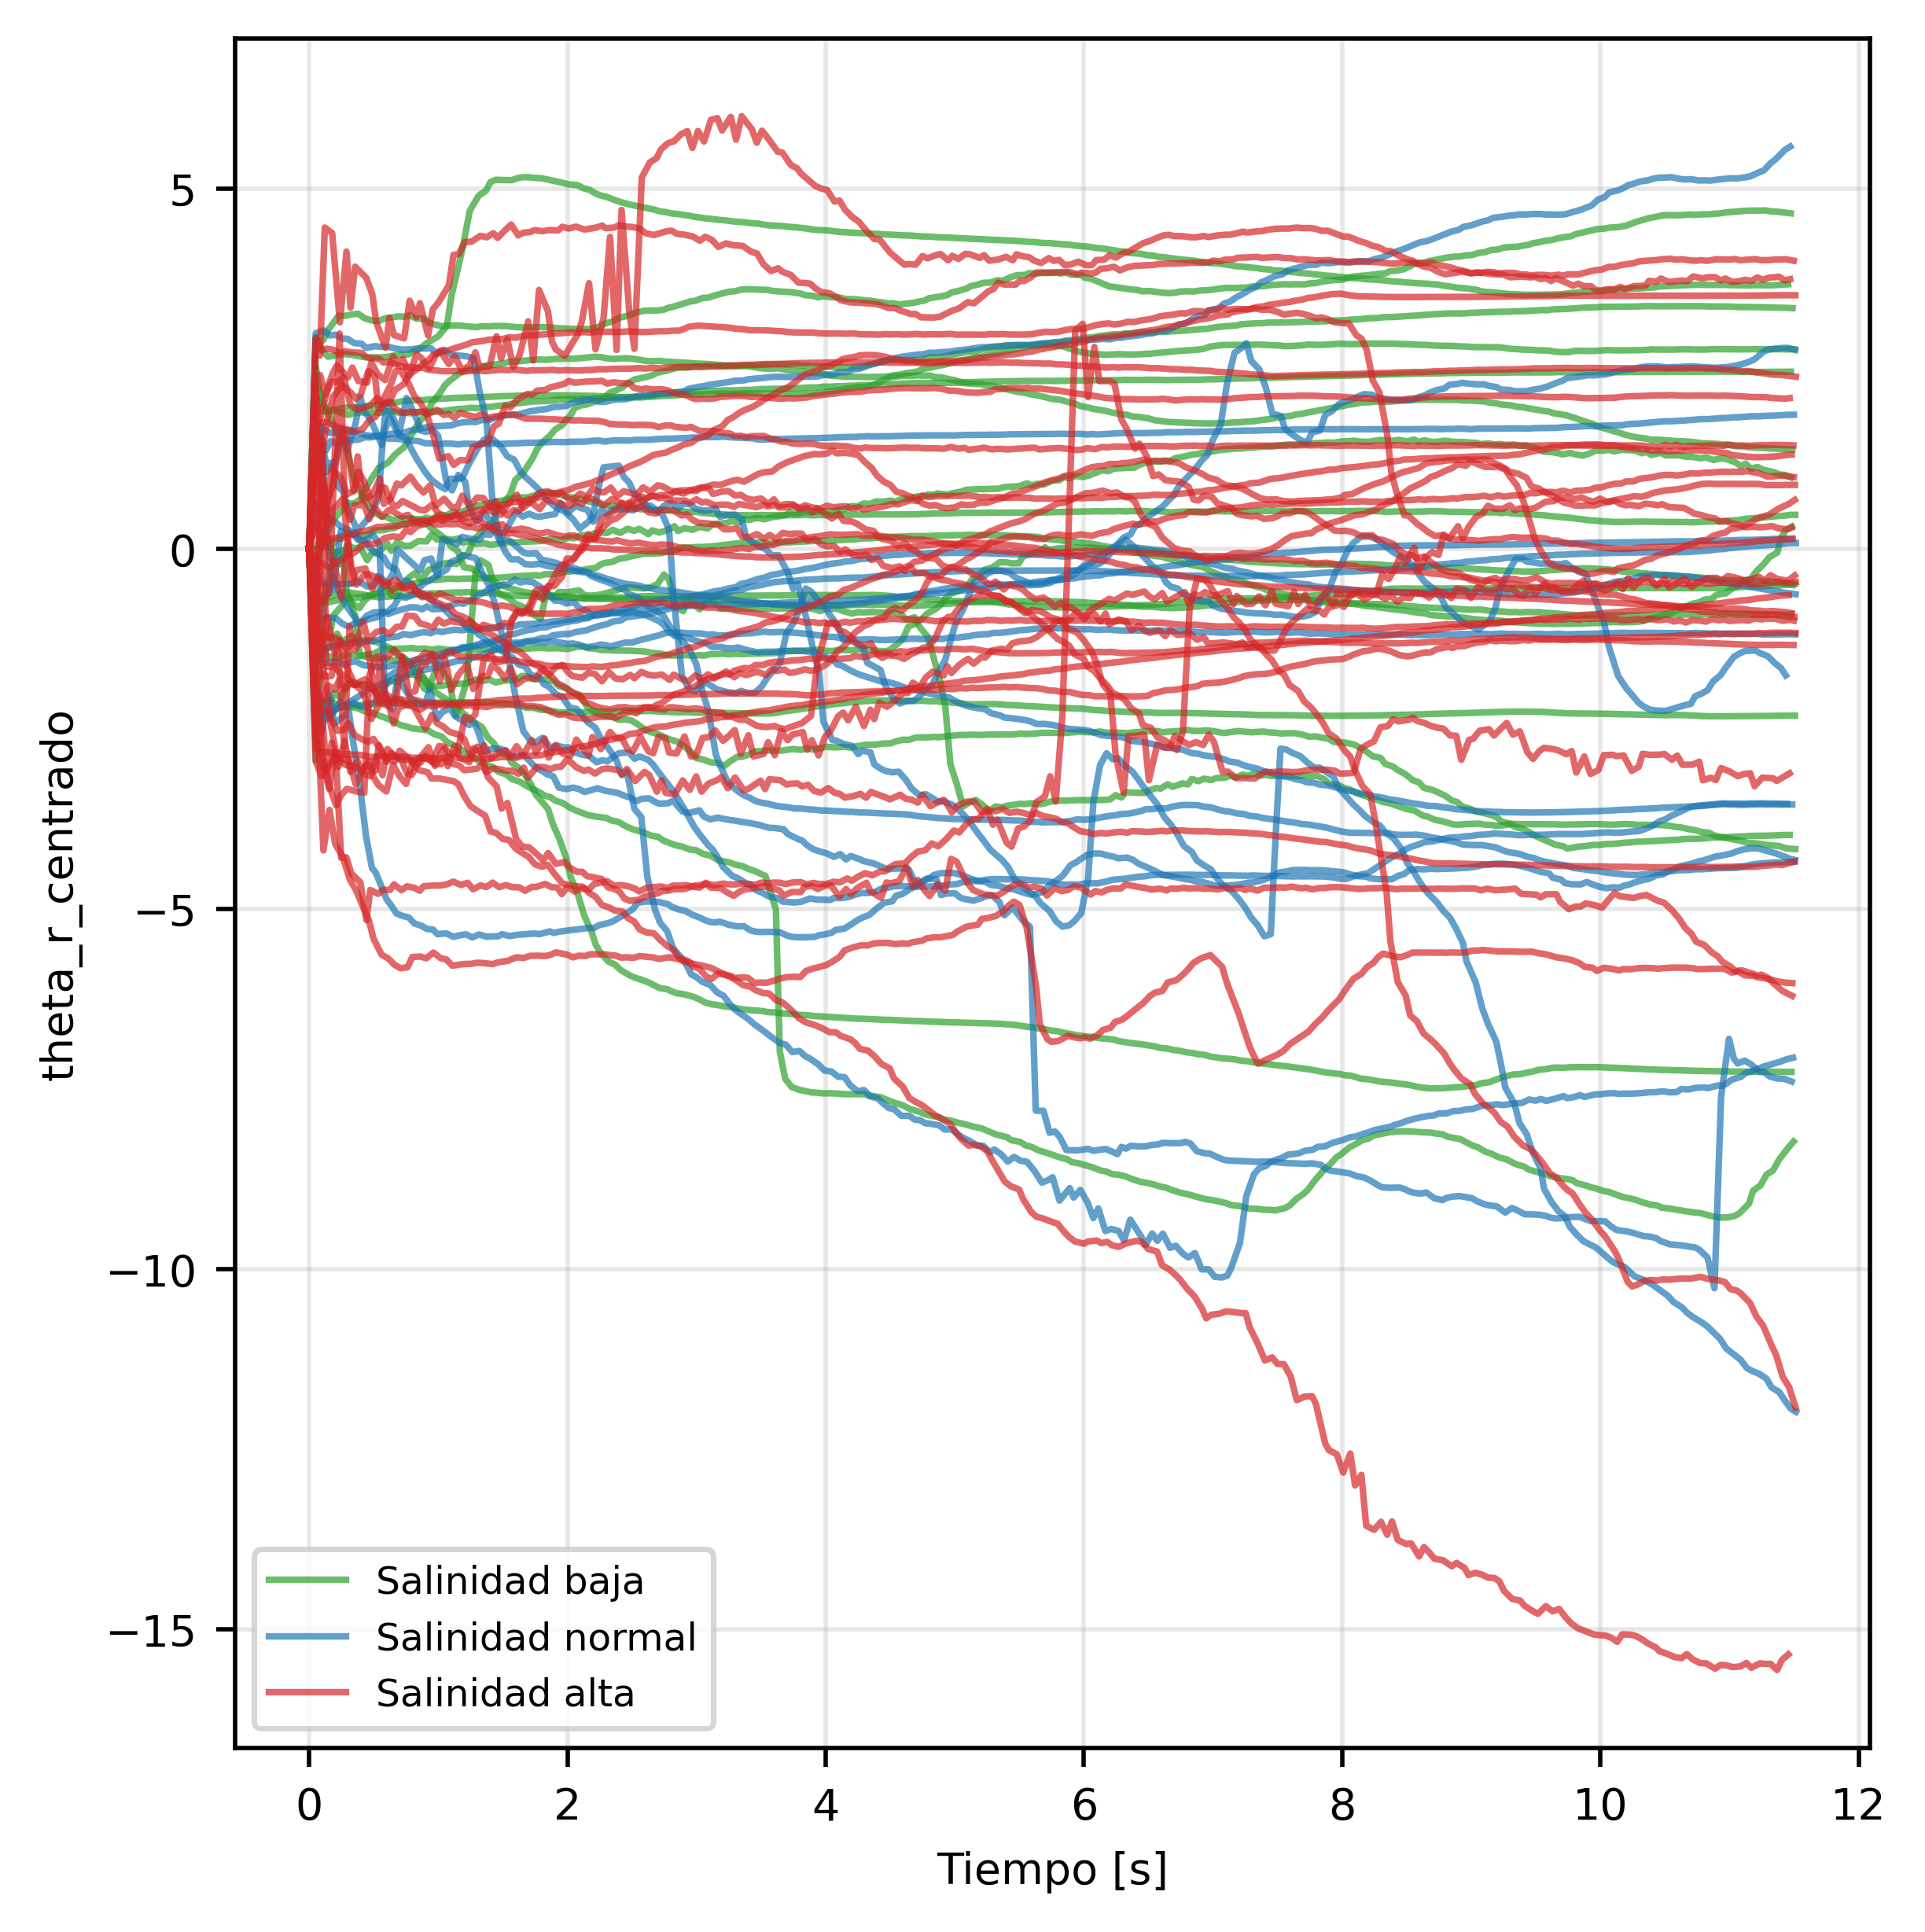 5
0
−5
−10
−15
theta_r_centrado
Salinidad baja
Salinidad normal
Salinidad alta
0 2 4 6 8 10 12
Tiempo [s]